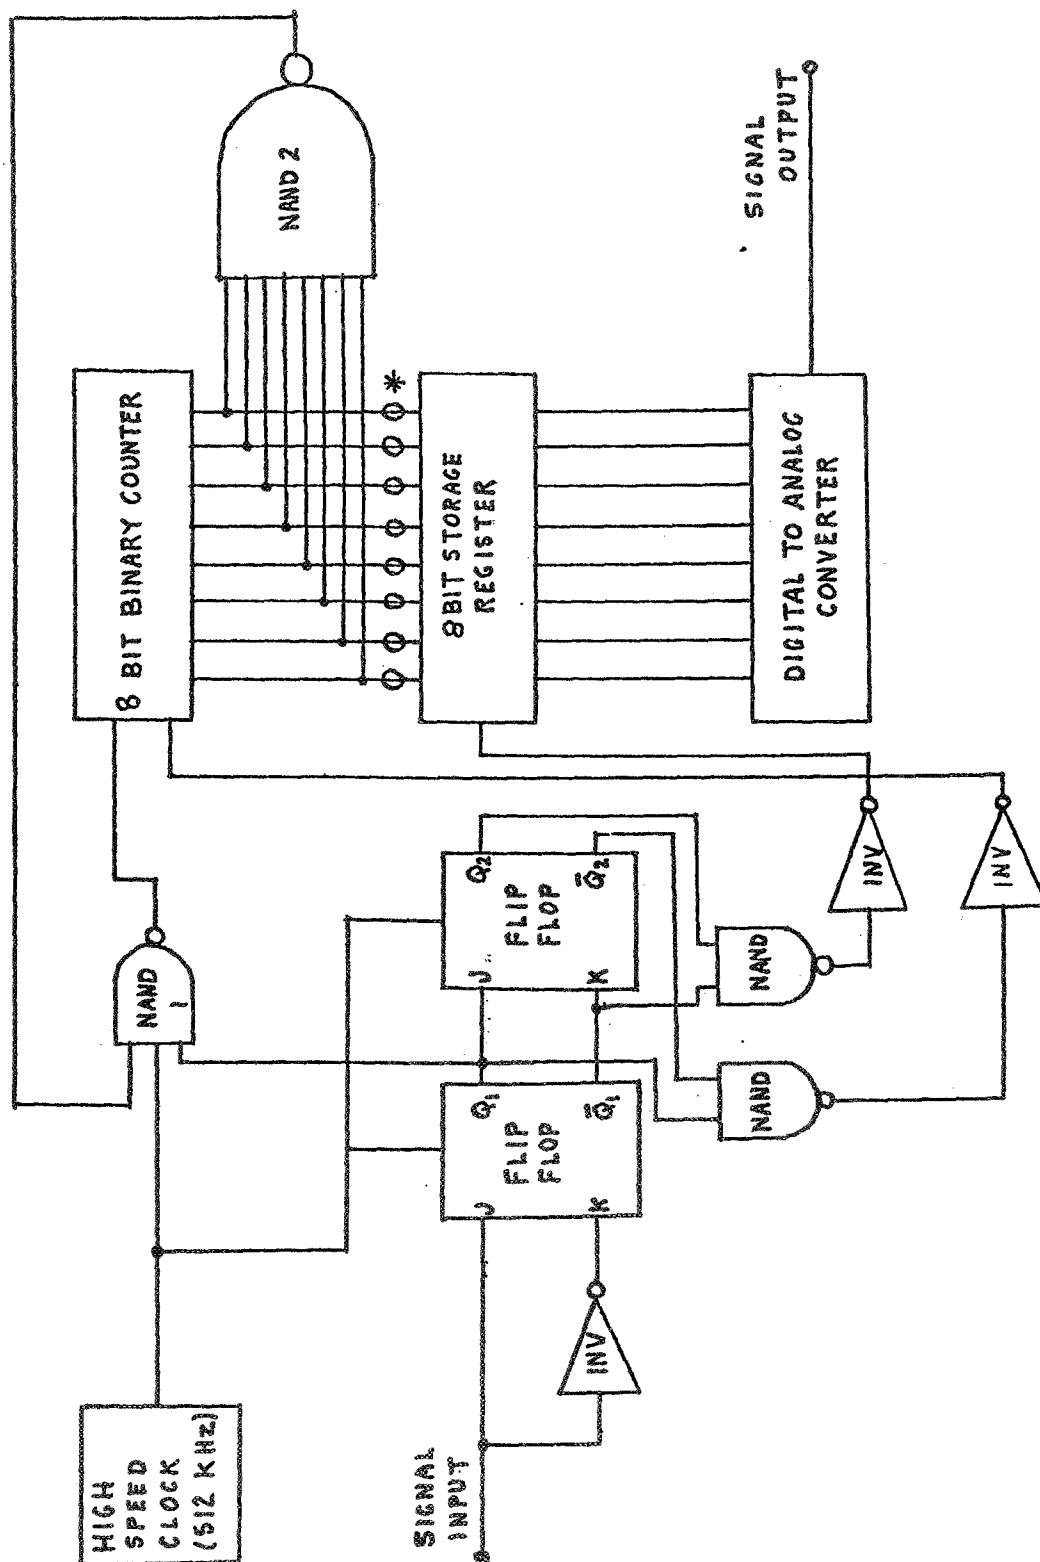 HIGH
SPEED
CLOCK
(512 KHz)
SIGNAL
INPUT
INV
NAND
1
J
K
FLIP
FLOP
Q1
Q̅1
J
K
FLIP
FLOP
Q2
Q̅2
NAND
NAND
INV
INV
8 BIT BINARY COUNTER
NAND 2
*
8 BIT STORAGE
REGISTER
DIGITAL TO ANALOG
CONVERTER
SIGNAL
OUTPUT